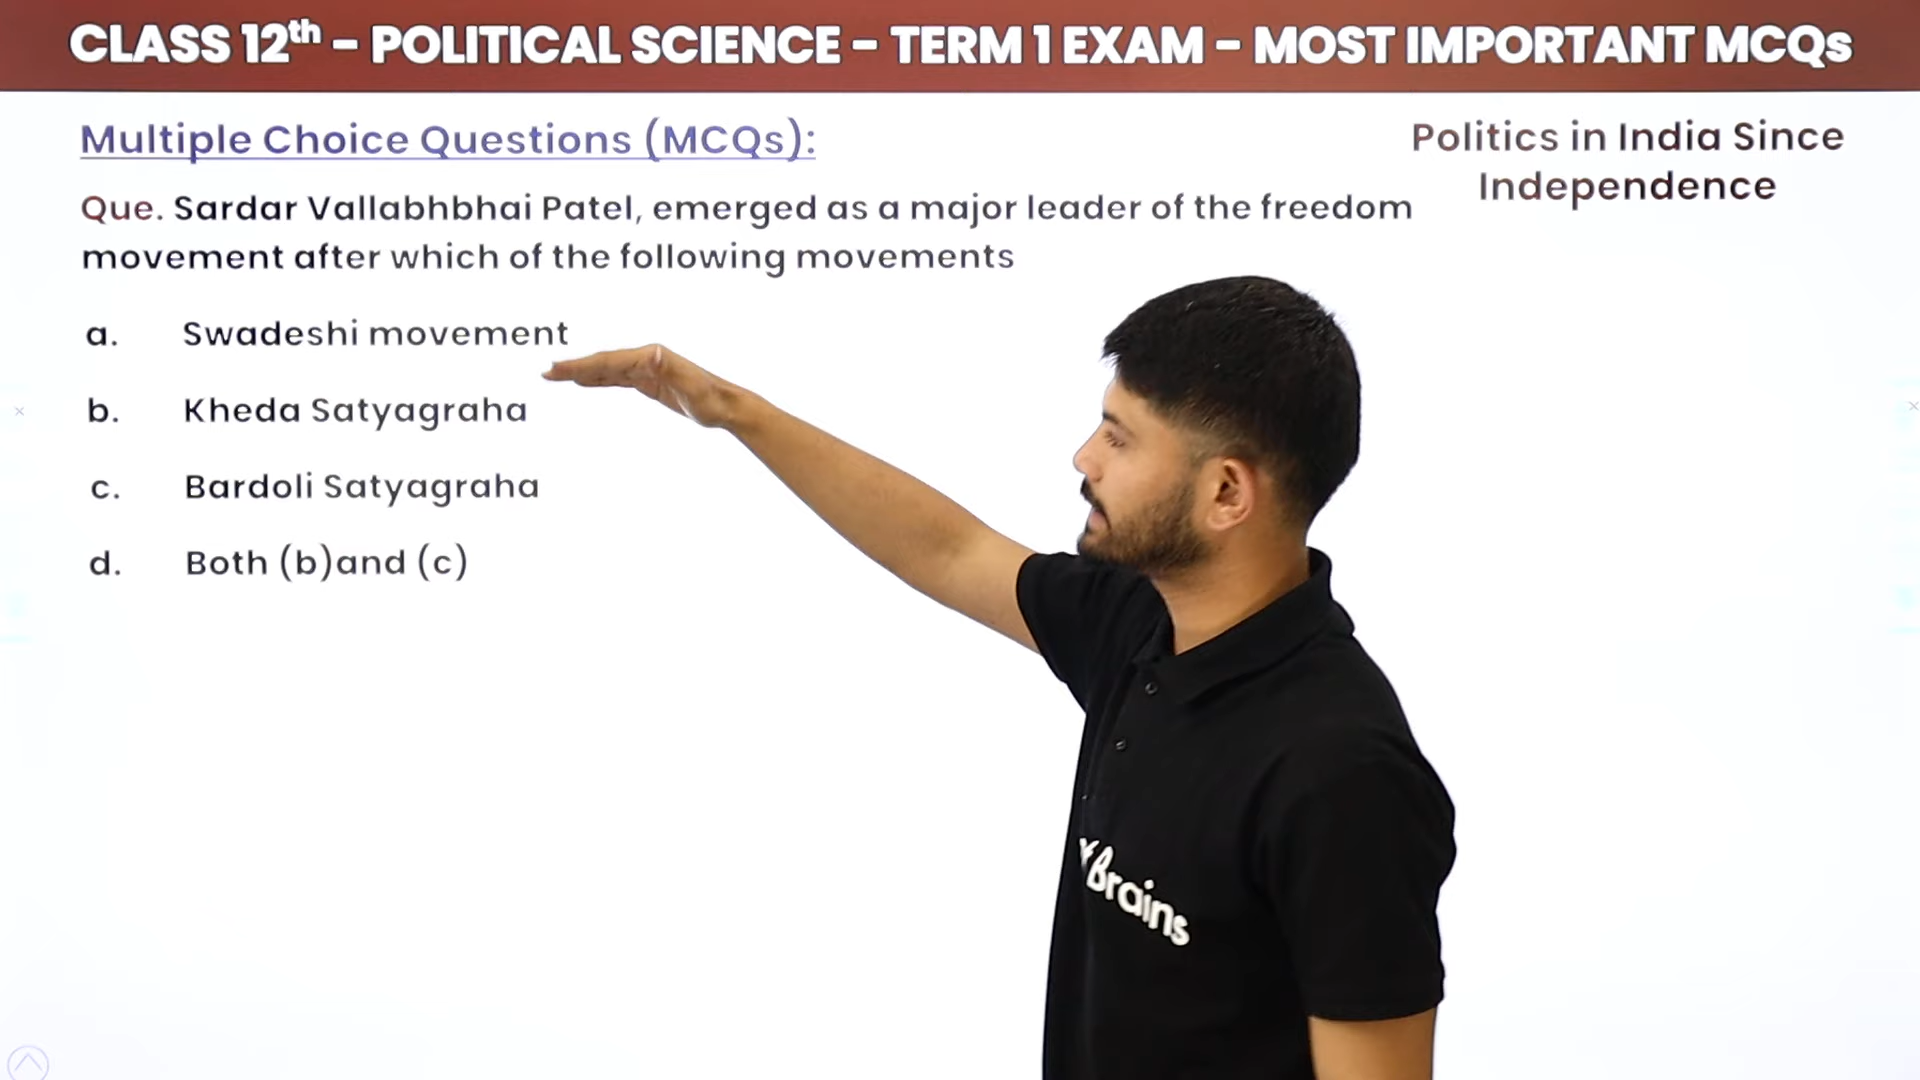 CLASS 12th - POLITICAL SCIENCE - TERM 1 EXAM - MOST IMPORTANT MCQs
Multiple Choice Questions (MCQs):
Politics in India Since
Independence
Que. Sardar Vallabhbhai Patel, emerged as a major leader of the freedom
movement after which of the following movements
a. Swadeshi movement
b. Kheda Satyagraha
c. Bardoli Satyagraha
d. Both (b)and (c)
Brains